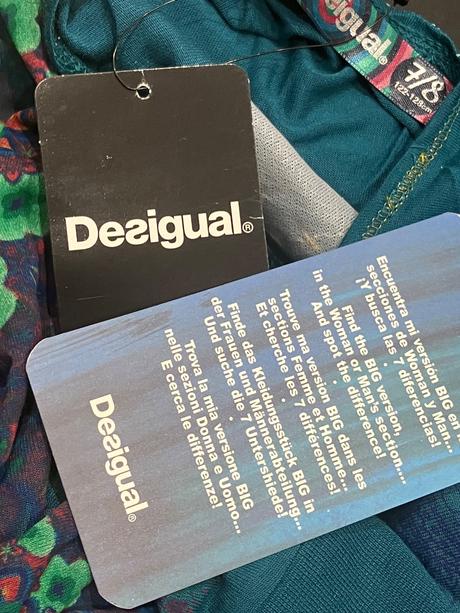 Desigual®
7/8
122-128cm
Desigual®
Encuentra mi versión BIG en
secciones de Woman y Man...
¡Y busca las 7 diferencias!
Find the BIG version,
in the Woman or Man's section....
And spot the difference!
Trouve ma version BIG dans les
sections Femme et Homme...
Et cherche les 7 différences!
Finde das Kleidungsstück BIG in
der Frauen und Männerabteilung...
Und suche die 7 Untershiede!
Trova la mia versione BIG
nelle sezioni Donna e Uomo...
E cerca le differenze!
Desigual®